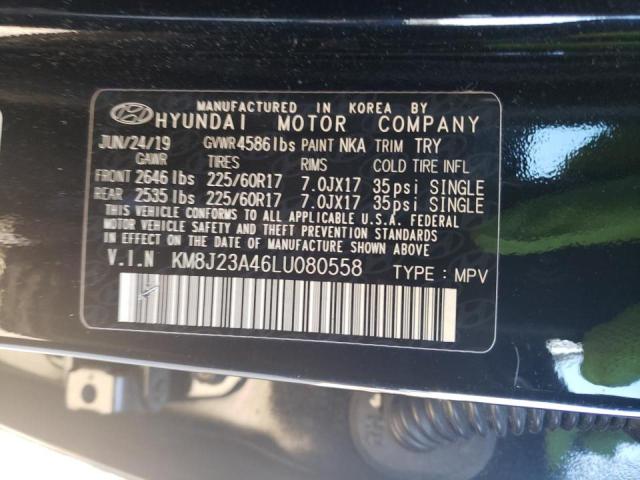 MANUFACTURED IN KOREA BY
HYUNDAI MOTOR COMPANY
JUN/24/19 GVWR4586lbs PAINT NKA TRIM TRY
GAWR TIRES RIMS COLD TIRE INFL
FRONT 2646 lbs 225/60R17 7.0JX17 35psi SINGLE
REAR 2535 lbs 225/60R17 7.0JX17 35psi SINGLE
THIS VEHICLE CONFORMS TO ALL APPLICABLE U.S.A. FEDERAL
MOTOR VEHICLE SAFETY AND THEFT PREVENTION STANDARDS
IN EFFECT ON THE DATE OF MANUFACTURE SHOWN ABOVE.
V.I.N KM8J23A46LU080558 TYPE : MPV